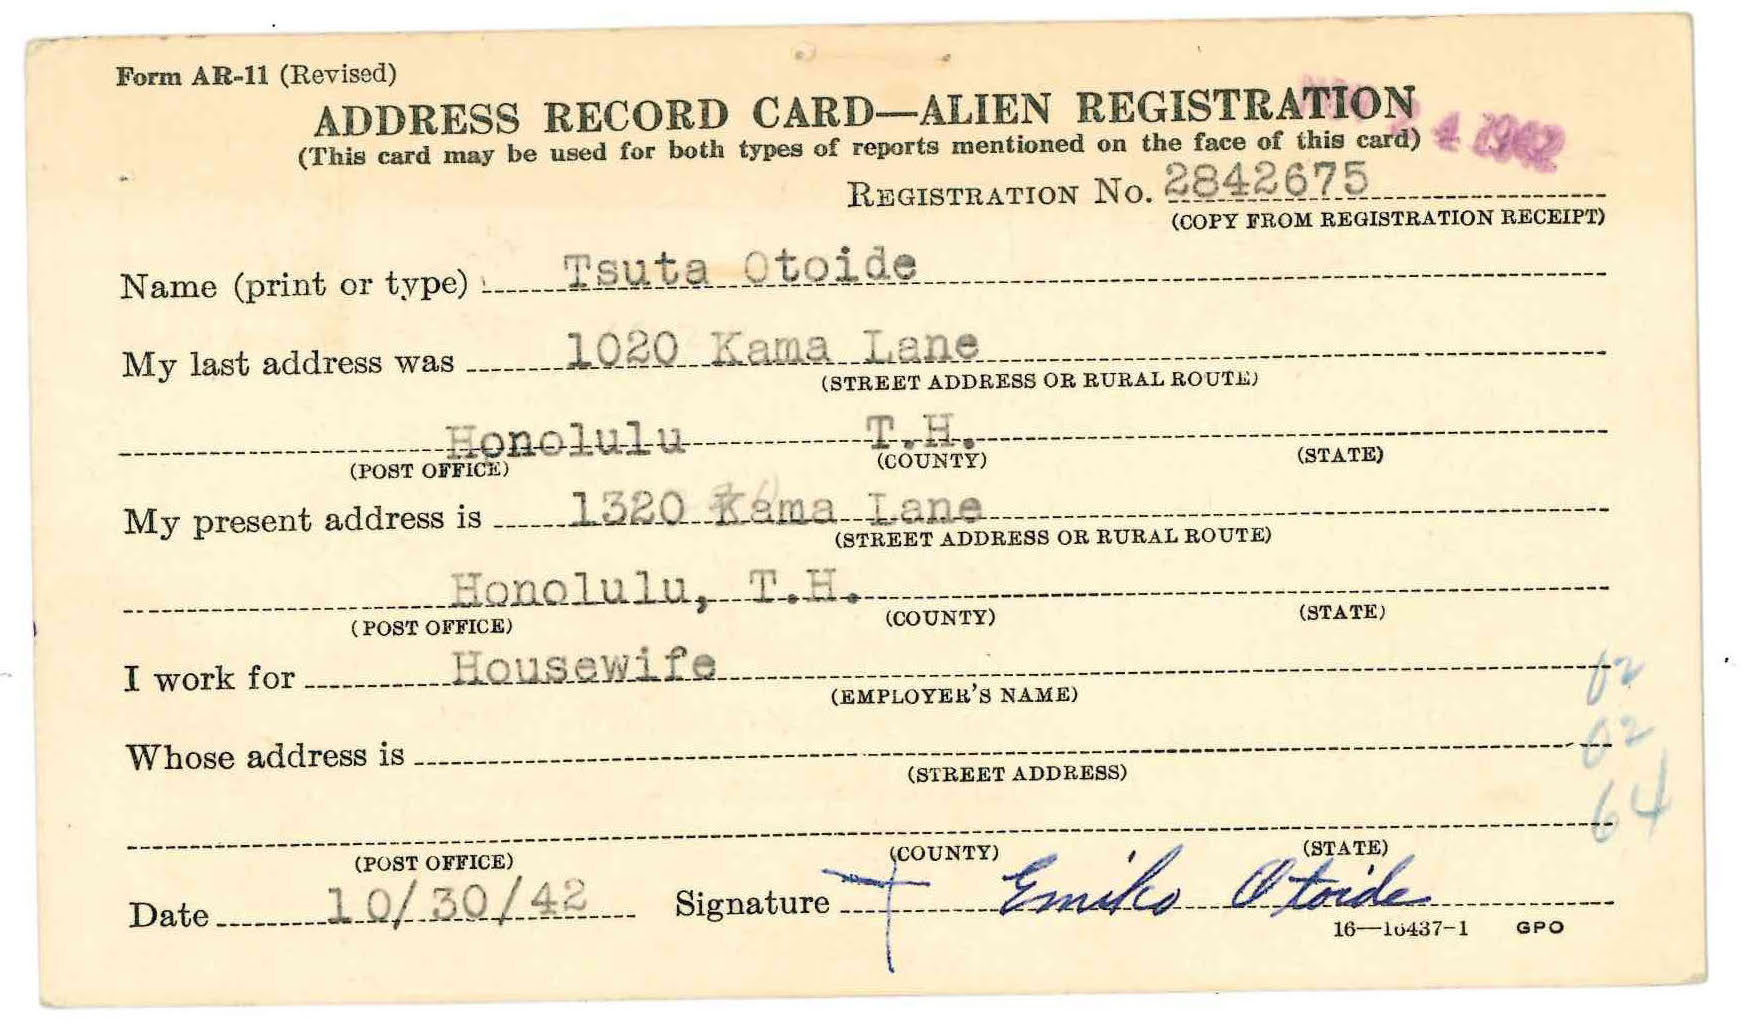 Form AR-11 (Revised)
ADDRESS RECORD CARD—ALIEN REGISTRATION
(This card may be used for both types of reports mentioned on the face of this card) 4 1942
REGISTRATION No. 2842675
(COPY FROM REGISTRATION RECEIPT)
Name (print or type) Tsuta Otoide
My last address was 1020 Kama Lane
(STREET ADDRESS OR RURAL ROUTE)
Honolulu T.H.
(POST OFFICE) (COUNTY) (STATE)
My present address is 1320 Kama Lane
(STREET ADDRESS OR RURAL ROUTE)
Honolulu, T.H.
(POST OFFICE) (COUNTY) (STATE)
I work for Housewife
(EMPLOYER'S NAME)
02
Whose address is
(STREET ADDRESS)
02
64
(POST OFFICE) (COUNTY) (STATE)
Date 10/30/42 Signature Emiko Otoide
16—16437-1 GPO